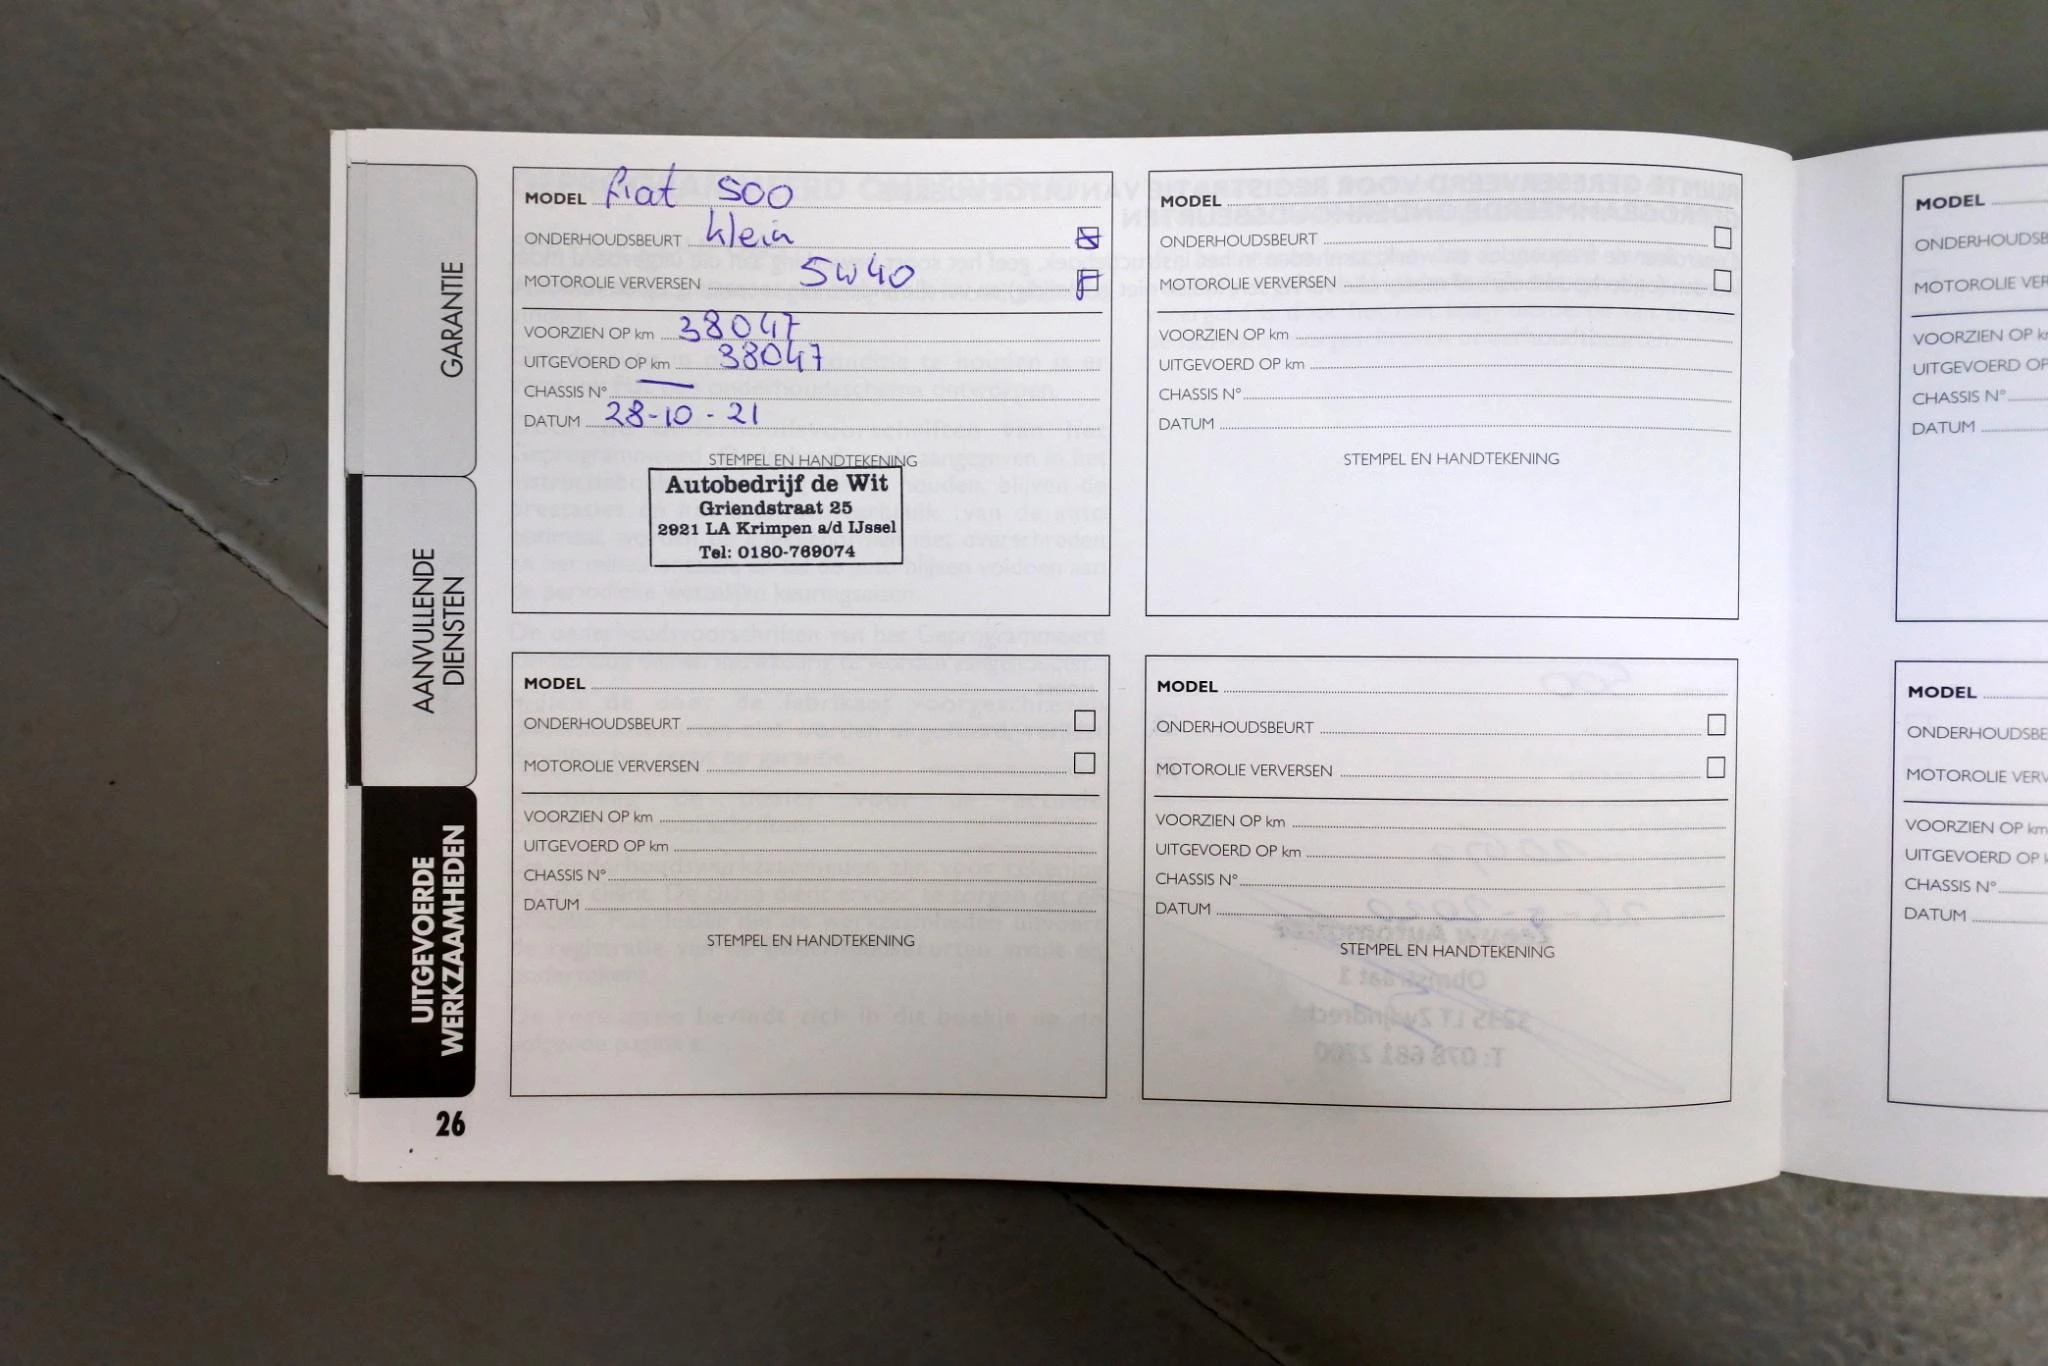 GARANTIE
AANVULLENDE
DIENSTEN
UITGEVOERDE
WERKZAAMHEDEN
26
MODEL fiat 500
ONDERHOUDSBEURT klein
MOTOROLIE VERVERSEN 5W40
VOORZIEN OP km 38047
UITGEVOERD OP km 38047
CHASSIS N° —
DATUM 28-10-21
STEMPEL EN HANDTEKENING
Autobedrijf de Wit
Griendstraat 25
2921 LA Krimpen a/d IJssel
Tel: 0180-769074
MODEL
ONDERHOUDSBEURT
MOTOROLIE VERVERSEN
VOORZIEN OP km
UITGEVOERD OP km
CHASSIS N°
DATUM
STEMPEL EN HANDTEKENING
MODEL
ONDERHOUDSBEURT
MOTOROLIE VERVERSEN
VOORZIEN OP km
UITGEVOERD OP km
CHASSIS N°
DATUM
STEMPEL EN HANDTEKENING
MODEL
ONDERHOUDSBEURT
MOTOROLIE VERVERSEN
VOORZIEN OP km
UITGEVOERD OP km
CHASSIS N°
DATUM
STEMPEL EN HANDTEKENING
MODEL
ONDERHOUDSB
MOTOROLIE VER
VOORZIEN OP k
UITGEVOERD OP
CHASSIS N°
DATUM
MODEL
ONDERHOUDSBE
MOTOROLIE VERV
VOORZIEN OP km
UITGEVOERD OP k
CHASSIS N°
DATUM